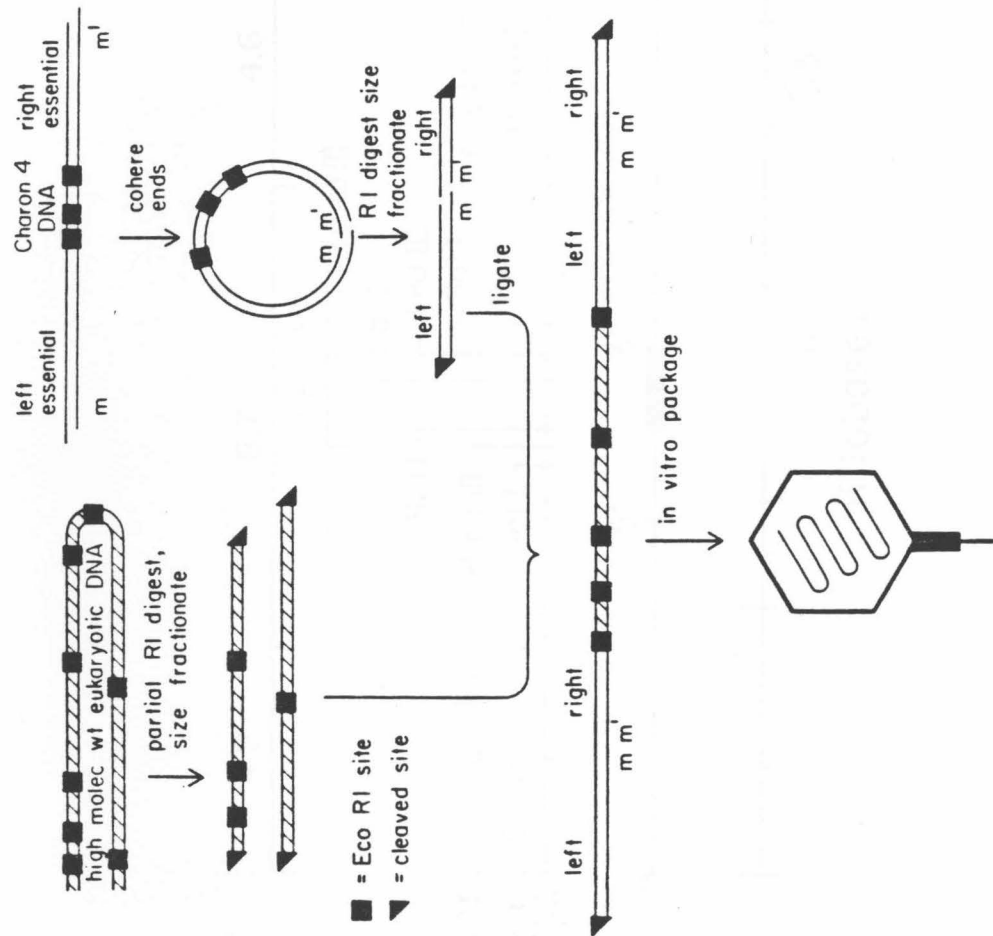 high molec wt eukaryotic DNA
partial RI digest,
size fractionate
left
essential
Charon 4
DNA
right
essential
m
m'
cohere
ends
m m'
RI digest size
fractionate
left
right
m m'
ligate
= Eco RI site
= cleaved site
left
right
left
right
m m'
m m'
in vitro package